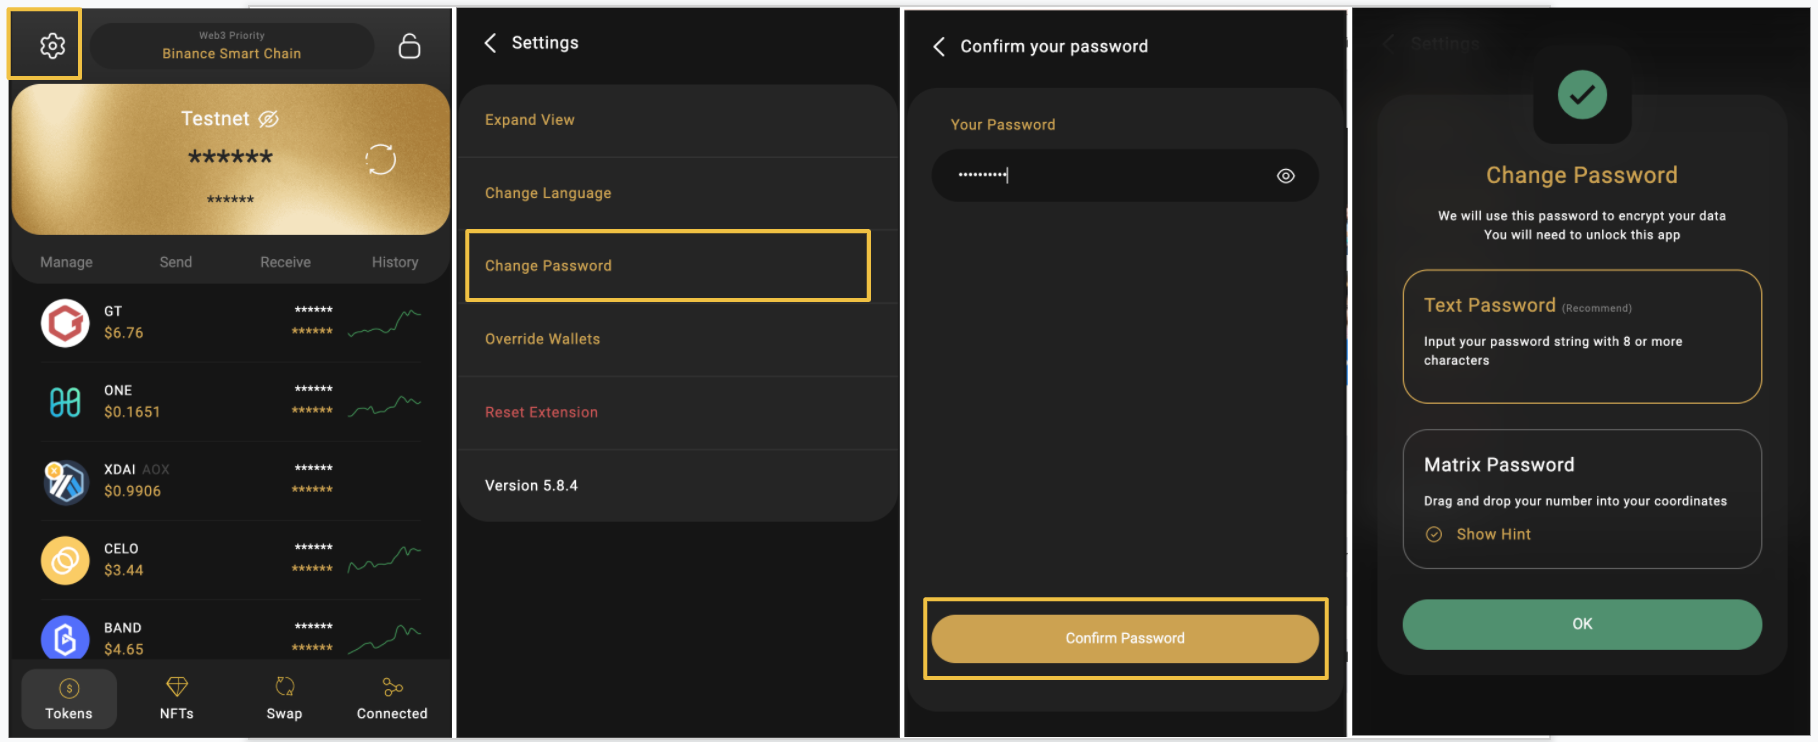 Web3 Priority
Binance Smart Chain
Testnet
******
******
Manage Send Receive History
GT ******
$6.76 ******
ONE ******
$0.1651 ******
XDAI AOX ******
$0.9906 ******
CELO ******
$3.44 ******
BAND ******
$4.65 ******
Tokens NFTs Swap Connected
Settings
Expand View
Change Language
Change Password
Override Wallets
Reset Extension
Version 5.8.4
Confirm your password
Your Password
••••••••••
Confirm Password
Settings
Change Password
We will use this password to encrypt your data
You will need to unlock this app
Text Password (Recommend)
Input your password string with 8 or more
characters
Matrix Password
Drag and drop your number into your coordinates
Show Hint
OK